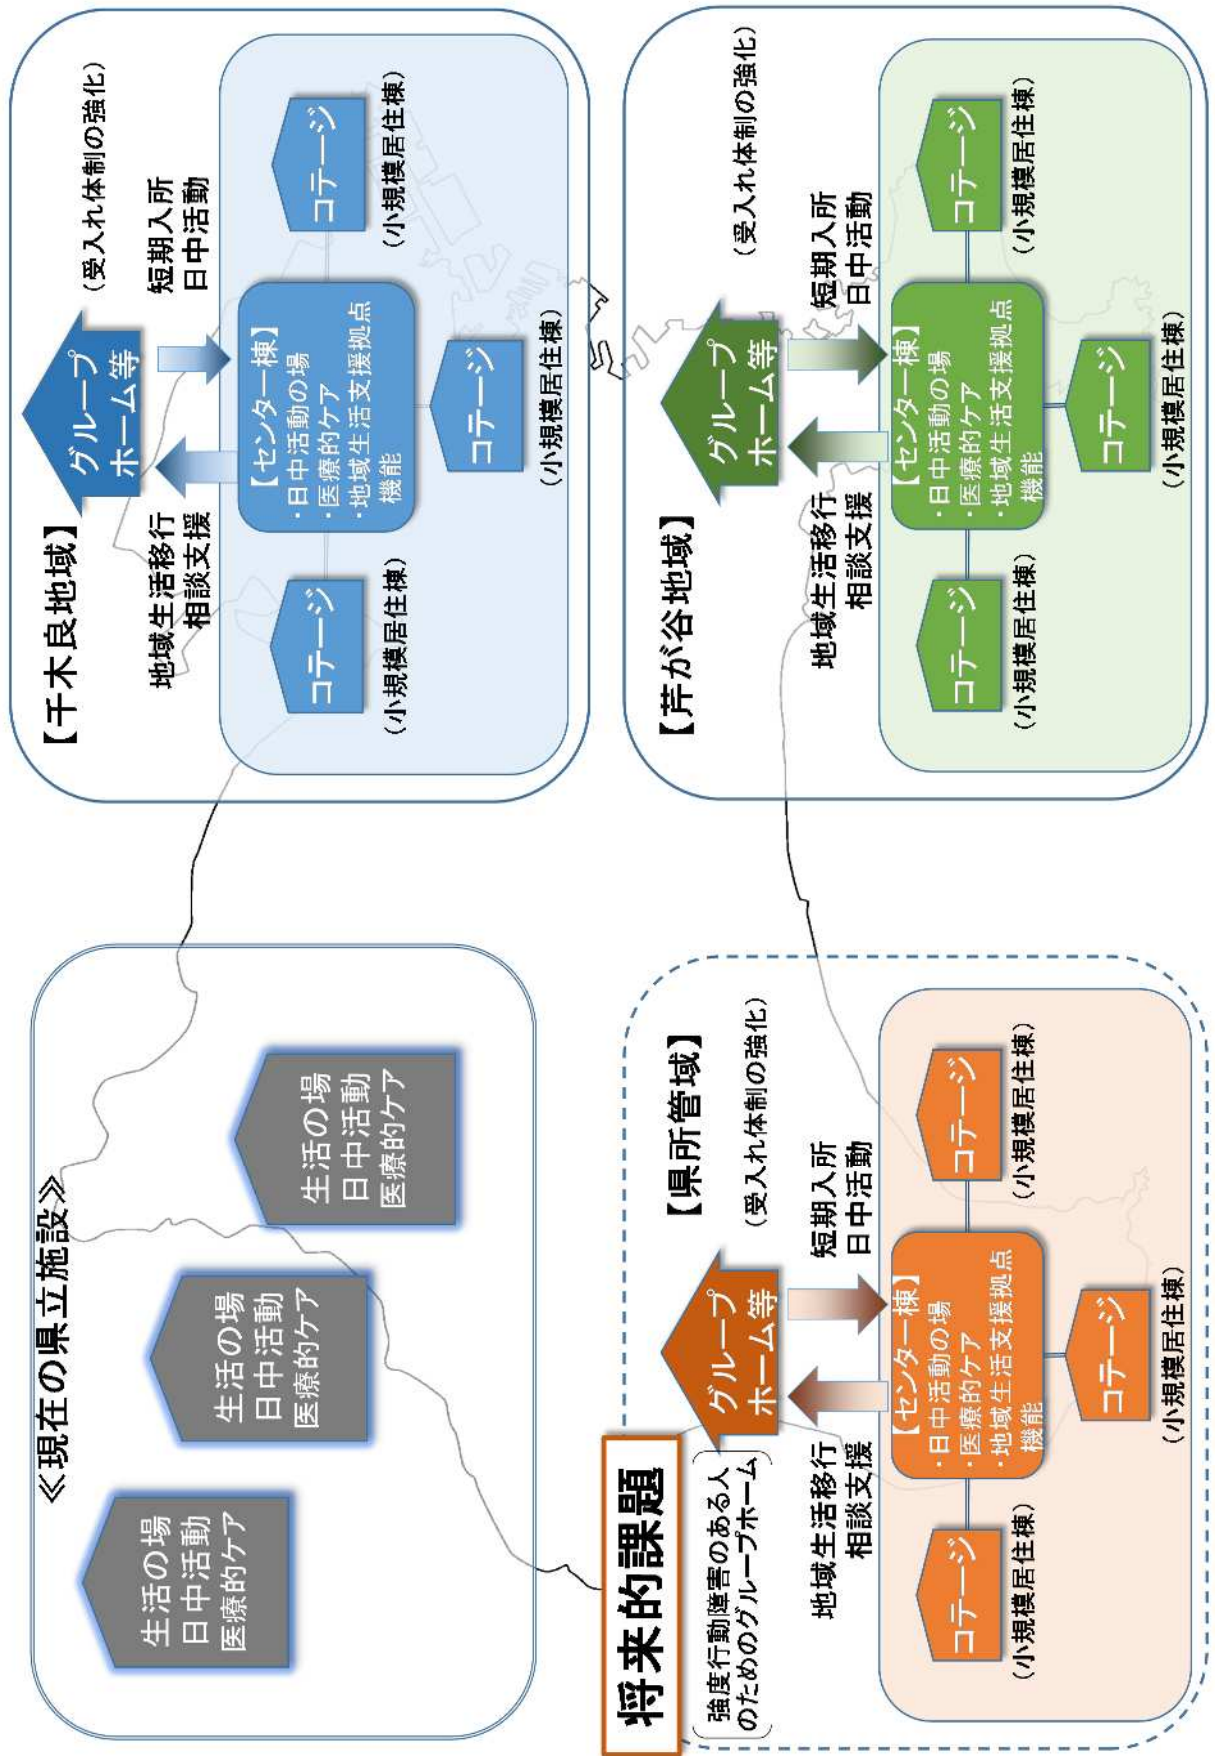 ≪現在の県立施設≫
生活の場
日中活動
医療的ケア
生活の場
日中活動
医療的ケア
生活の場
日中活動
医療的ケア
【千木良地域】
グループ
ホーム等
(受入れ体制の強化)
地域生活移行
相談支援
短期入所
日中活動
コテージ
(小規模居住棟)
【センター棟】
・日中活動の場
・医療的ケア
・地域生活支援拠点
機能
コテージ
(小規模居住棟)
コテージ
(小規模居住棟)
将来的課題
強度行動障害のある人
のためのグループホーム
【県所管域】
グループ
ホーム等
(受入れ体制の強化)
地域生活移行
相談支援
短期入所
日中活動
コテージ
(小規模居住棟)
【センター棟】
・日中活動の場
・医療的ケア
・地域生活支援拠点
機能
コテージ
(小規模居住棟)
コテージ
(小規模居住棟)
【芹が谷地域】
グループ
ホーム等
(受入れ体制の強化)
地域生活移行
相談支援
短期入所
日中活動
コテージ
(小規模居住棟)
【センター棟】
・日中活動の場
・医療的ケア
・地域生活支援拠点
機能
コテージ
(小規模居住棟)
コテージ
(小規模居住棟)